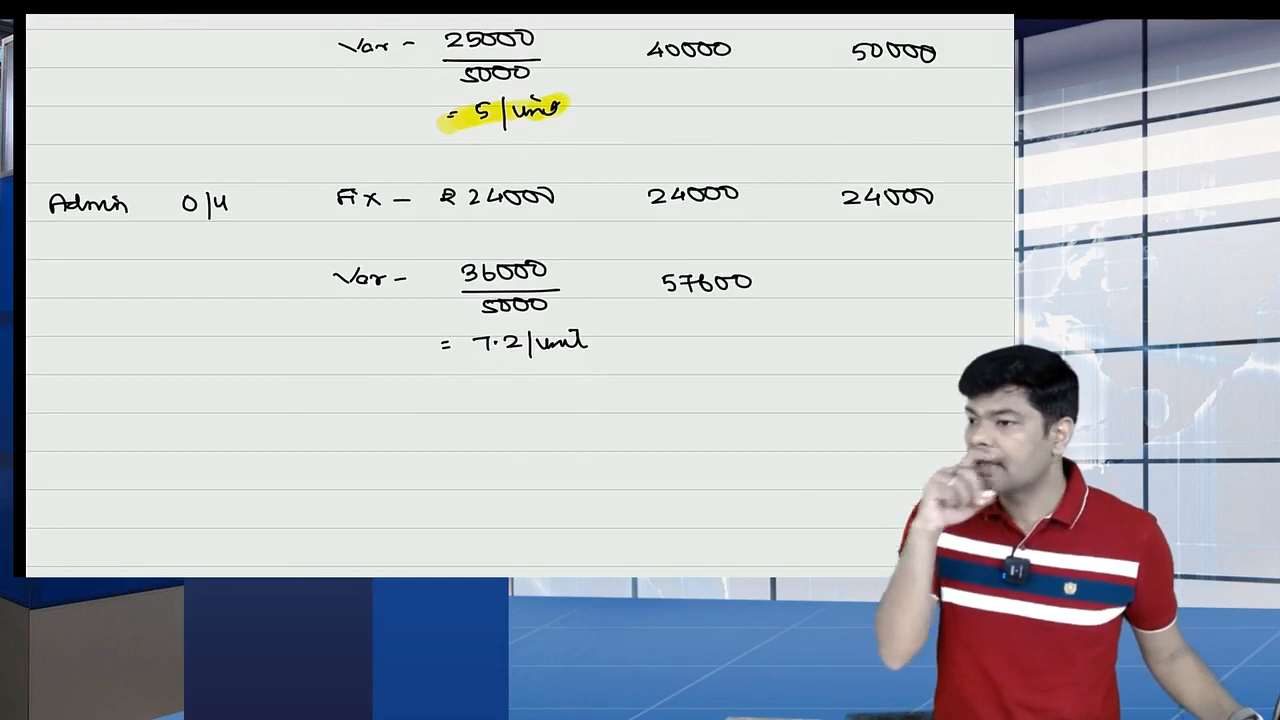 Var - 25000 40000 50000
5000
= 5/unit
Admin O/H Fix - ₹ 24000 24000 24000
Var - 36000 57600
5000
= 7.2/unit